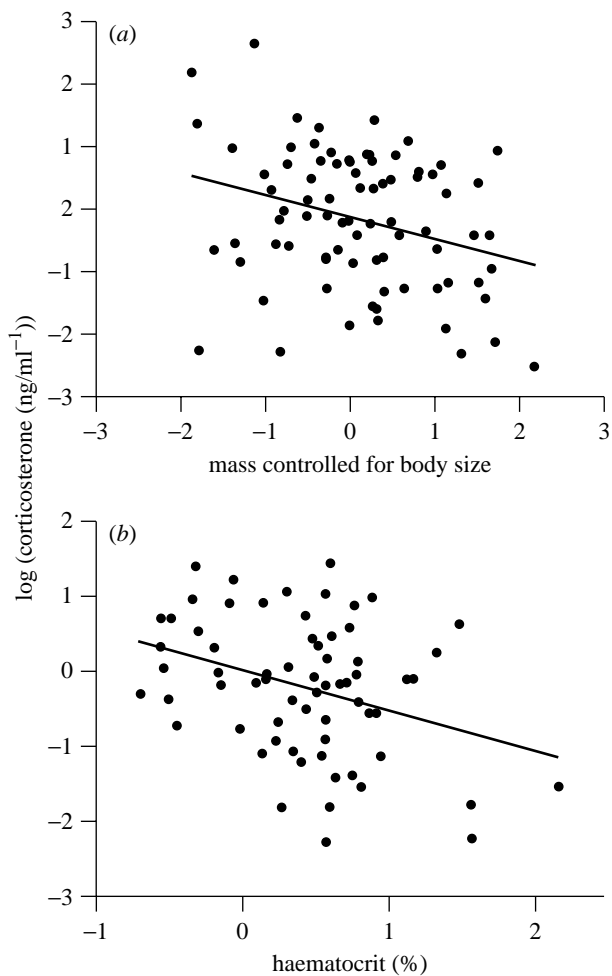 (a)
3
2
1
2
−1
−2
−3
−3 −2 −1 0 1 2 3
mass controlled for body size
log (corticosterone (ng/ml−1))
(b)
2
1
0
−1
−2
−3
−1 0 1 2
haematocrit (%)